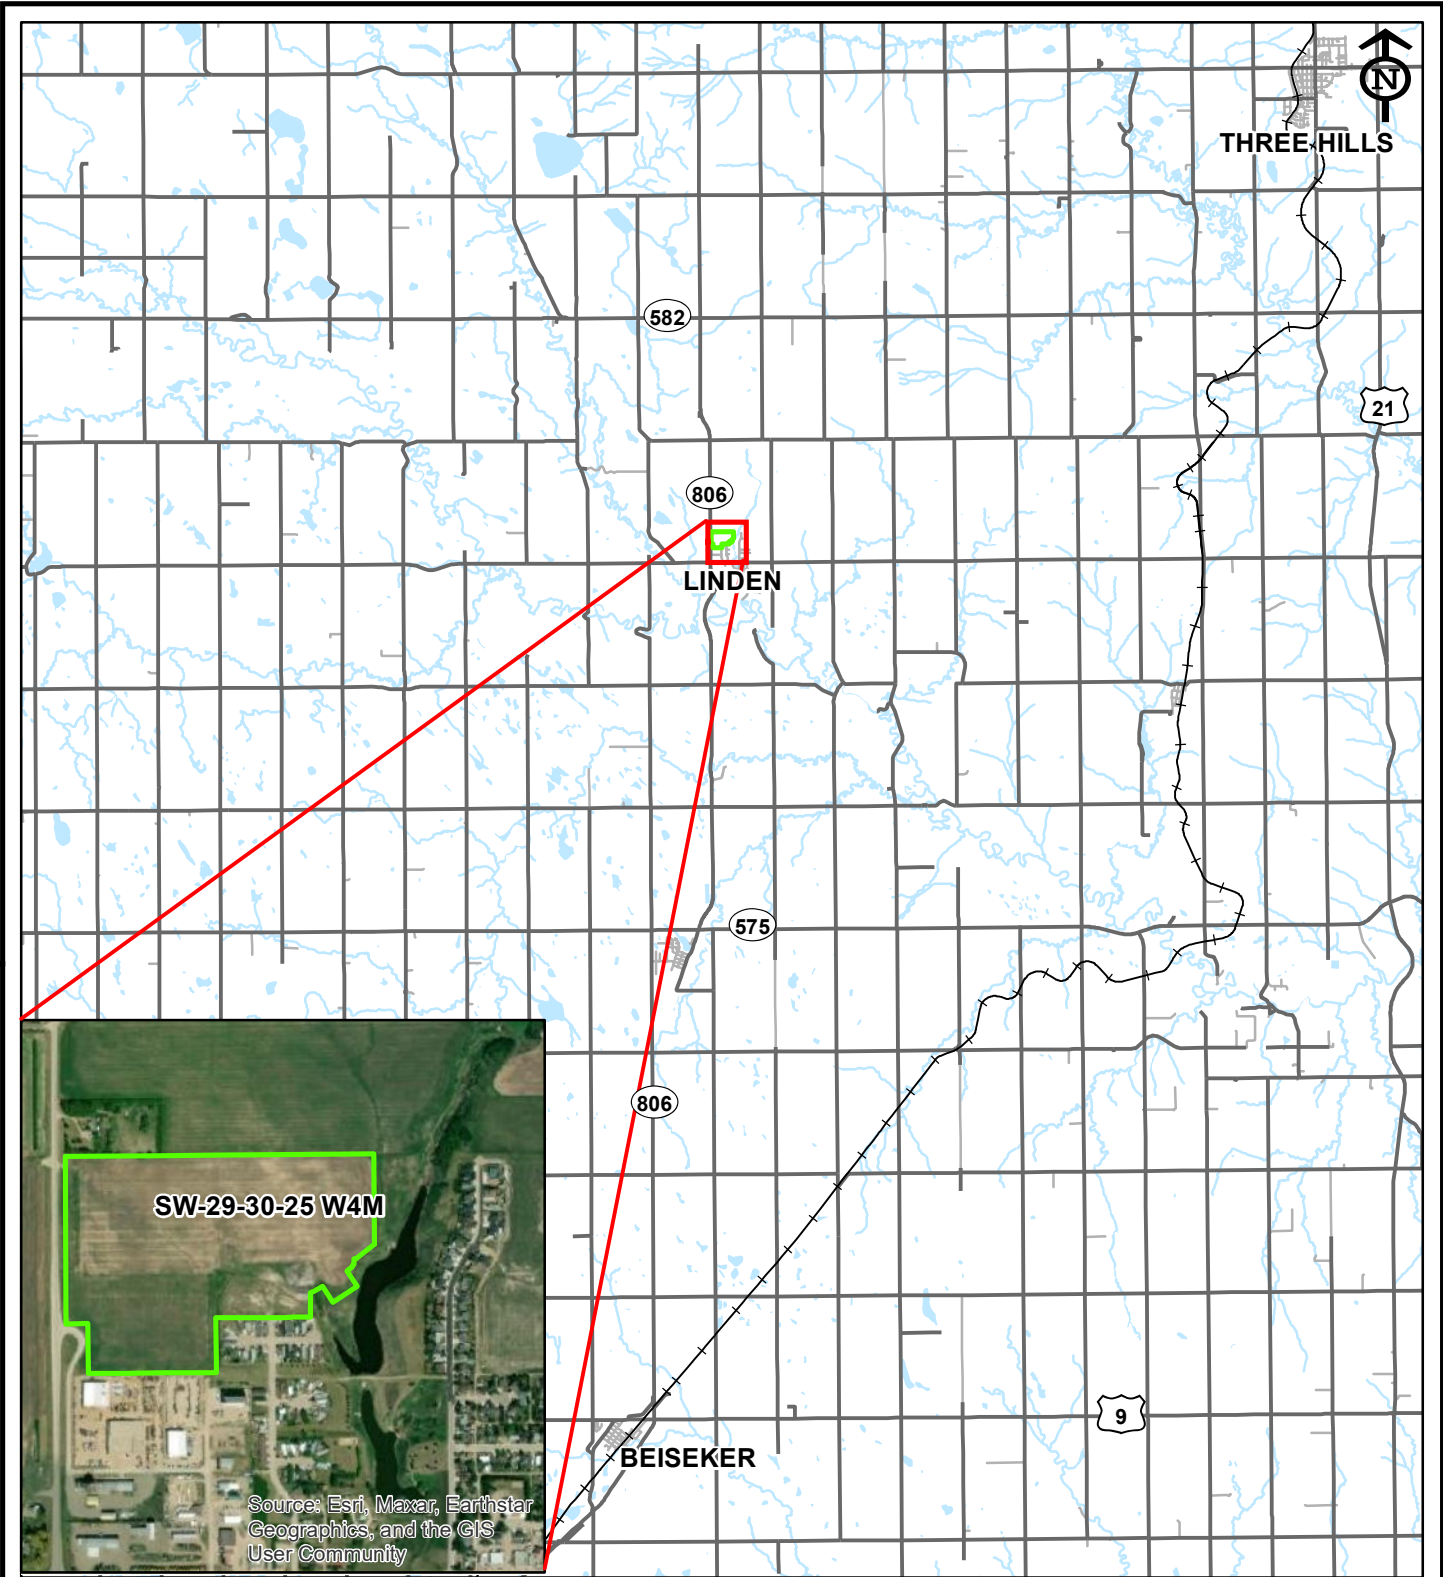 N
THREE HILLS
582
21
806
LINDEN
575
806
SW-29-30-25 W4M
9
BEISEKER
Source: Esri, Maxar, Earthstar
Geographics, and the GIS
User Community